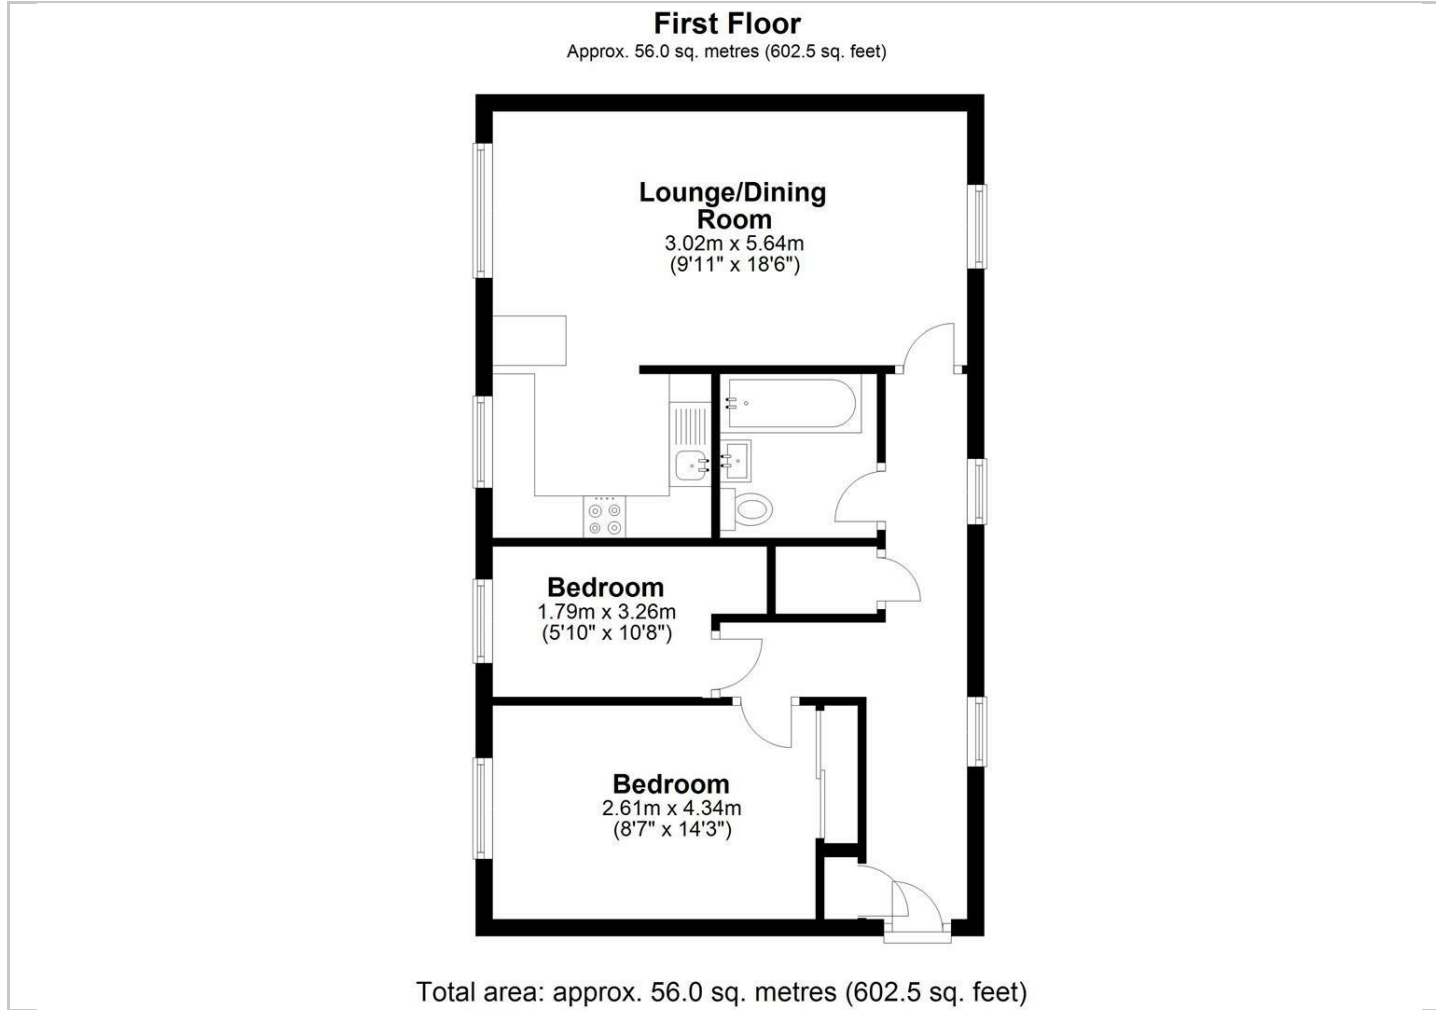 First Floor
Approx. 56.0 sq. metres (602.5 sq. feet)
Lounge/Dining
Room
3.02m x 5.64m
(9'11" x 18'6")
Bedroom
1.79m x 3.26m
(5'10" x 10'8")
Bedroom
2.61m x 4.34m
(8'7" x 14'3")
Total area: approx. 56.0 sq. metres (602.5 sq. feet)